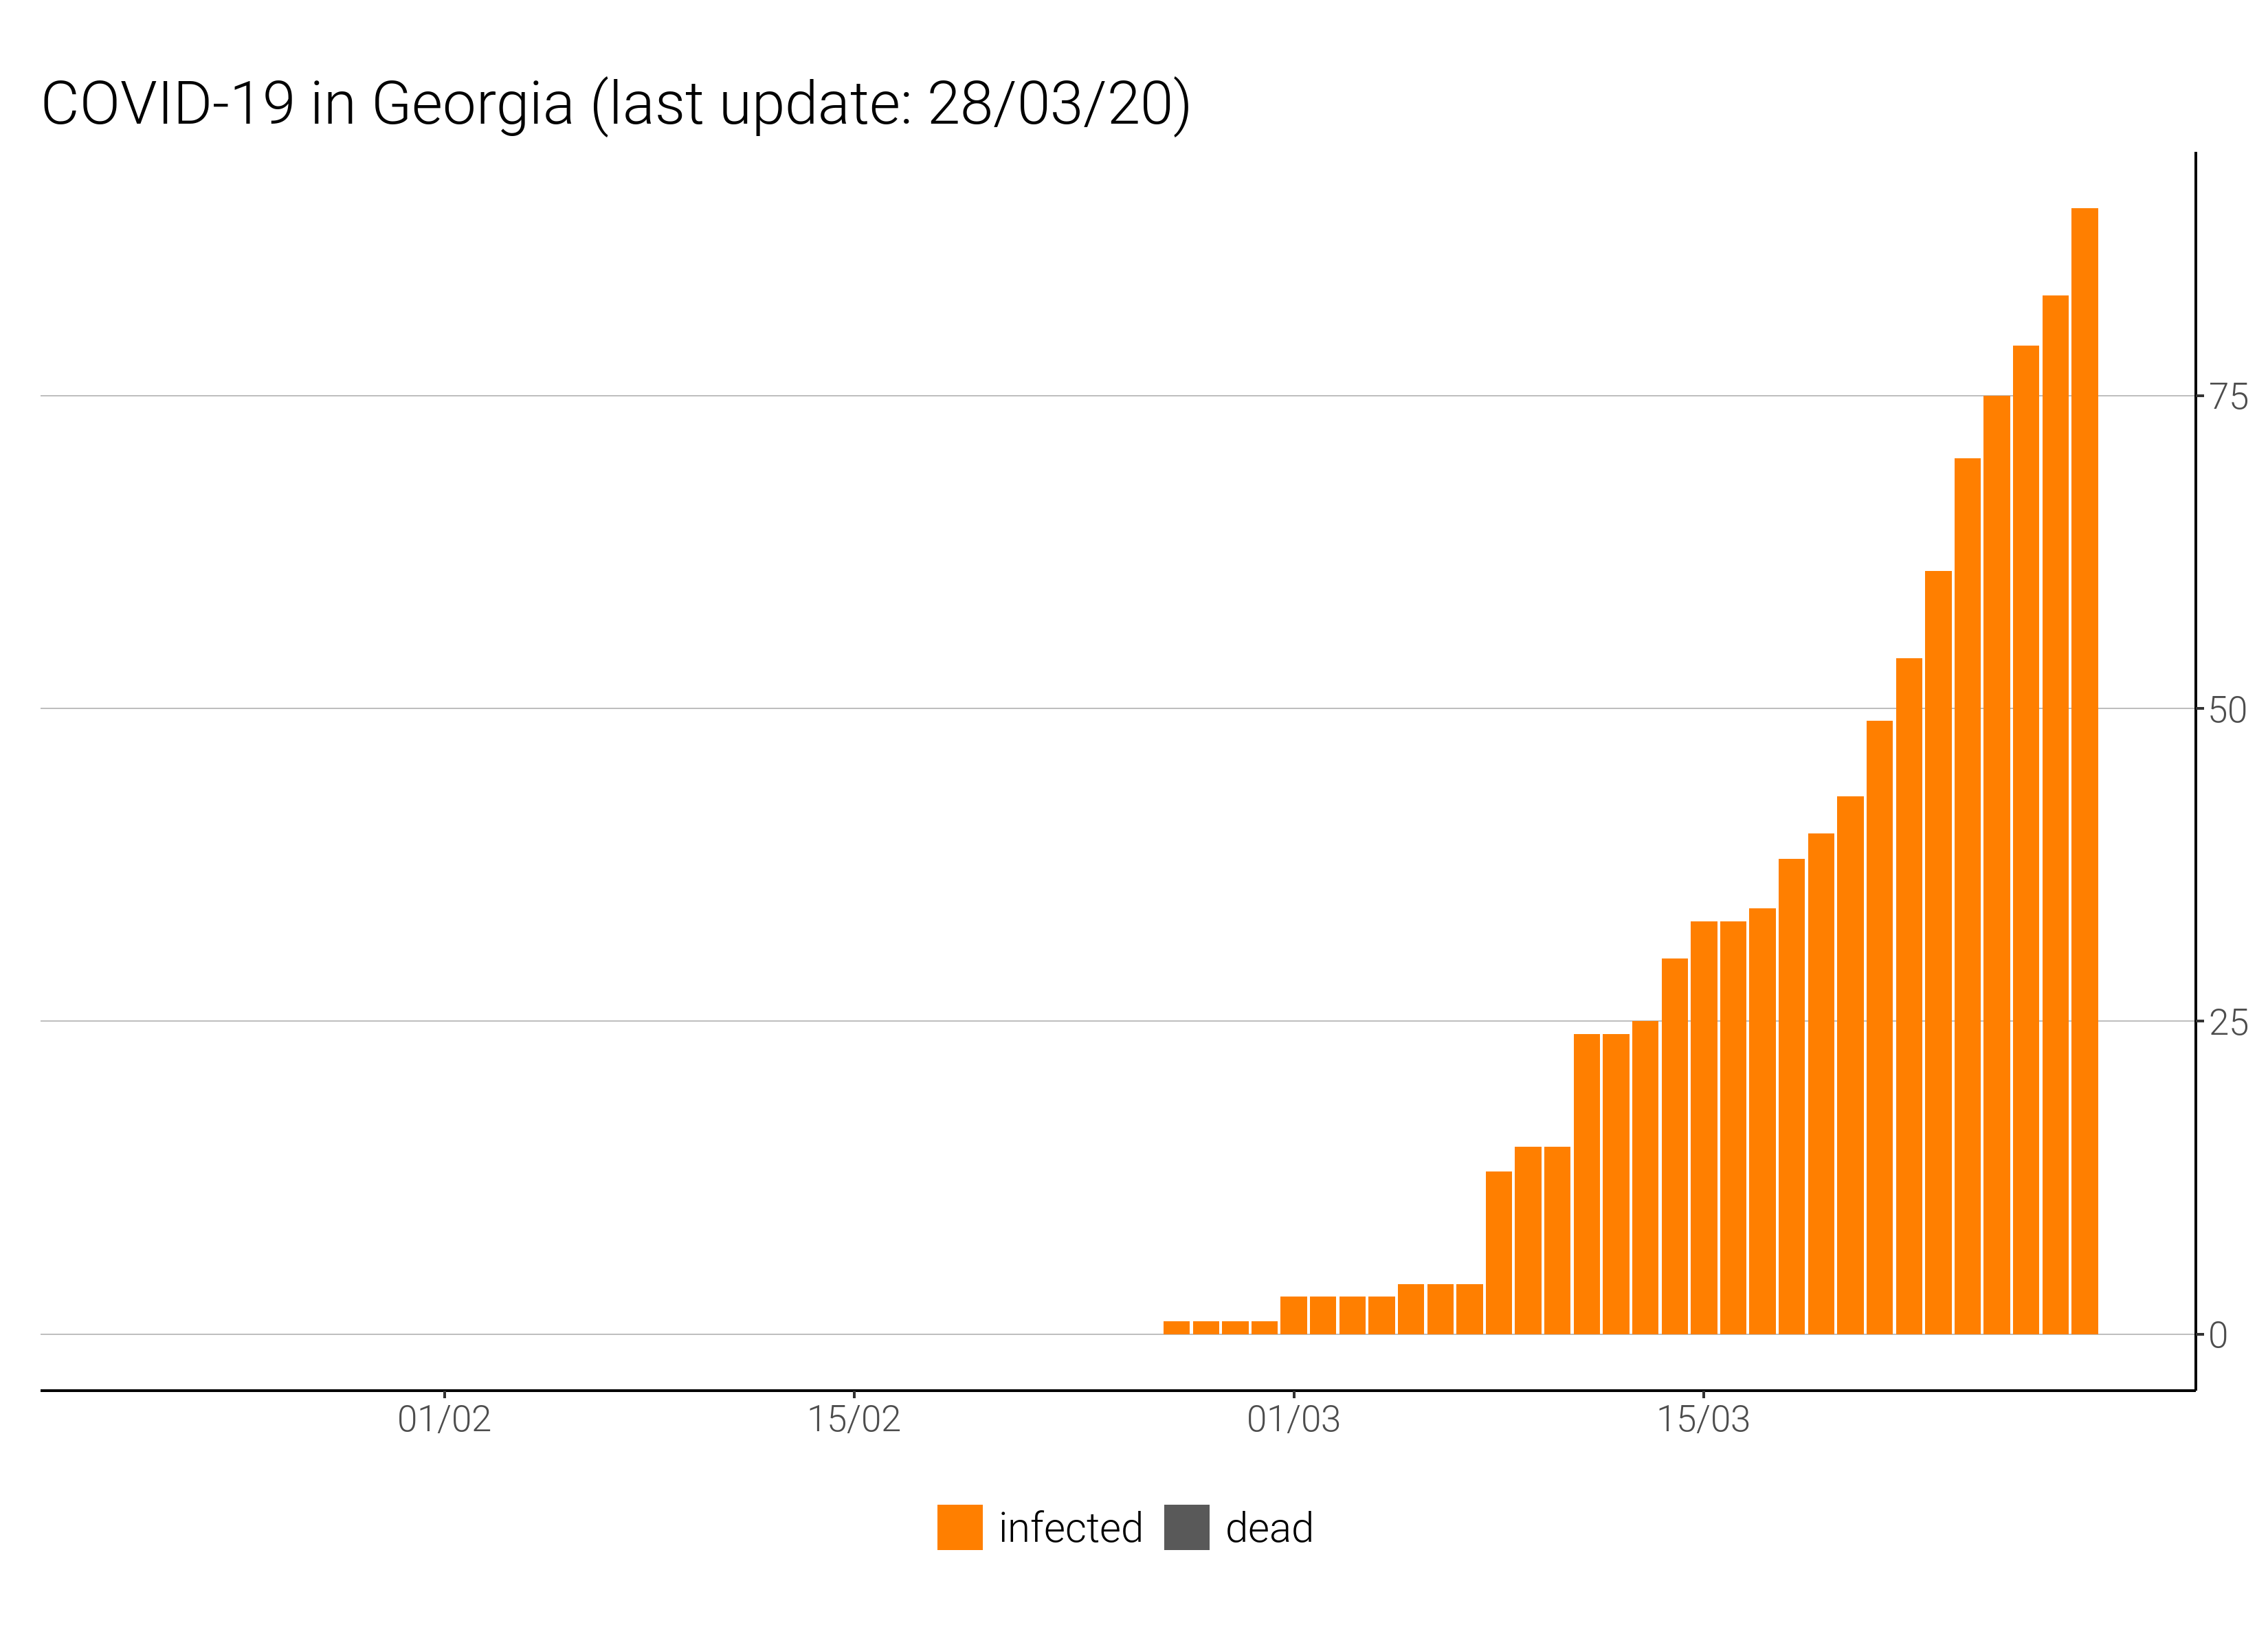 COVID-19 in Georgia (last update: 28/03/20)
75
50
25
0
01/02 15/02 01/03 15/03
infected dead